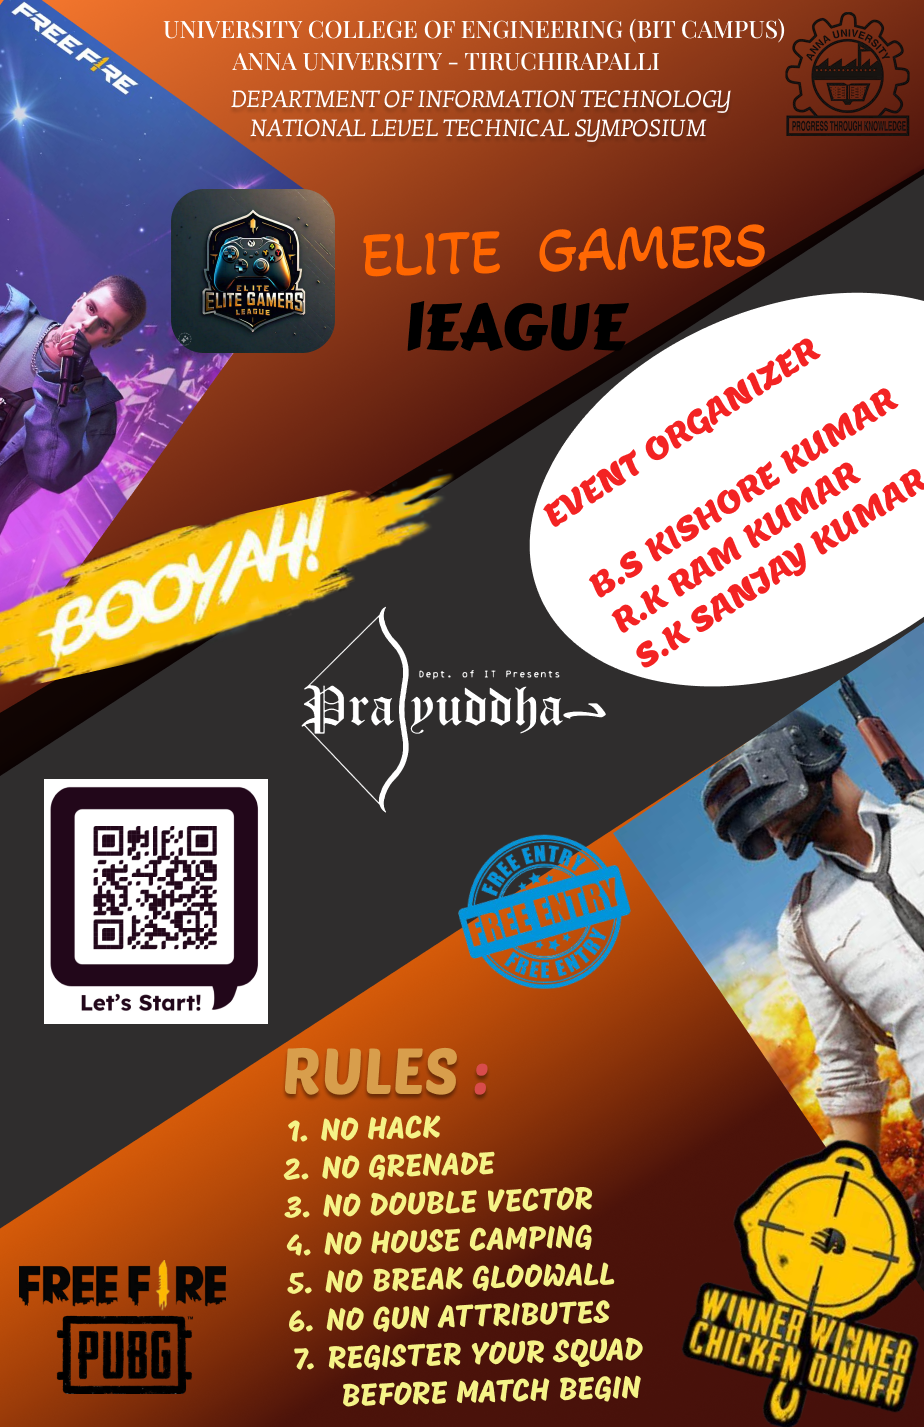 FREE FIRE
UNIVERSITY COLLEGE OF ENGINEERING (BIT CAMPUS)
ANNA UNIVERSITY - TIRUCHIRAPALLI
DEPARTMENT OF INFORMATION TECHNOLOGY
NATIONAL LEVEL TECHNICAL SYMPOSIUM
ANNA UNIVERSITY
PROGRESS THROUGH KNOWLEDGE
ELITE
ELITE GAMERS
LEAGUE
ELITE GAMERS
lEAGUE
EVENT ORGANIZER
B.S KISHORE KUMAR
R.K RAM KUMAR
S.K SANJAY KUMAR
BOOYAH!
Dept. of IT Presents
Pratyuddha
Let's Start!
FREE ENTRY
FREE ENTRY
FREE ENTRY
RULES :
1. NO HACK
2. NO GRENADE
3. NO DOUBLE VECTOR
4. NO HOUSE CAMPING
5. NO BREAK GLOOWALL
6. NO GUN ATTRIBUTES
7. REGISTER YOUR SQUAD
BEFORE MATCH BEGIN
FREE FIRE
PUBG
TM
WINNER WINNER
CHICKEN DINNER